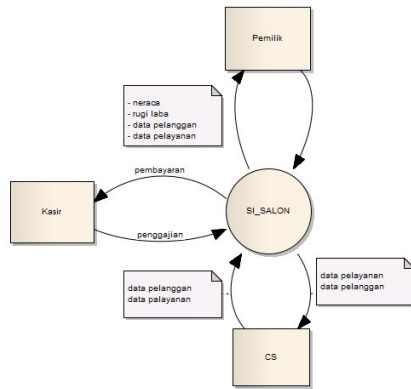 Pemilik
- neraca
- rugi laba
- data pelanggan
- data pelayanan
pembayaran
Kasir
SI_SALON
penggajian
data pelanggan
data palayanan
data pelayanan
data pelanggan
CS